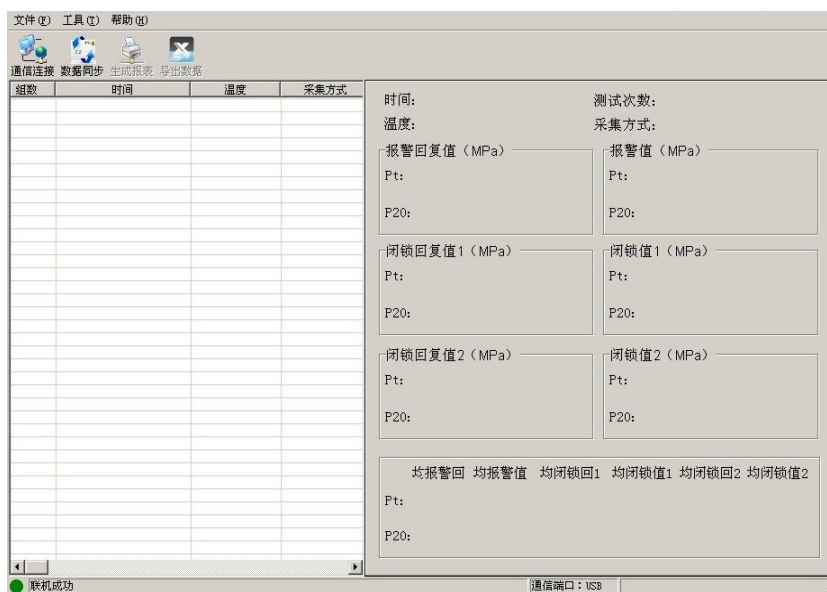 文件(F) 工具(T) 帮助(H)
通信连接 数据同步 生成报表 导出数据
组数 时间 温度 采集方式
时间: 测试次数:
温度: 采集方式:
报警回复值（MPa） 报警值（MPa）
Pt: Pt:
P20: P20:
闭锁回复值1（MPa） 闭锁值1（MPa）
Pt: Pt:
P20: P20:
闭锁回复值2（MPa） 闭锁值2（MPa）
Pt: Pt:
P20: P20:
均报警回 均报警值 均闭锁回1 均闭锁值1 均闭锁回2 均闭锁值2
Pt:
P20:
联机成功 通信端口：USB